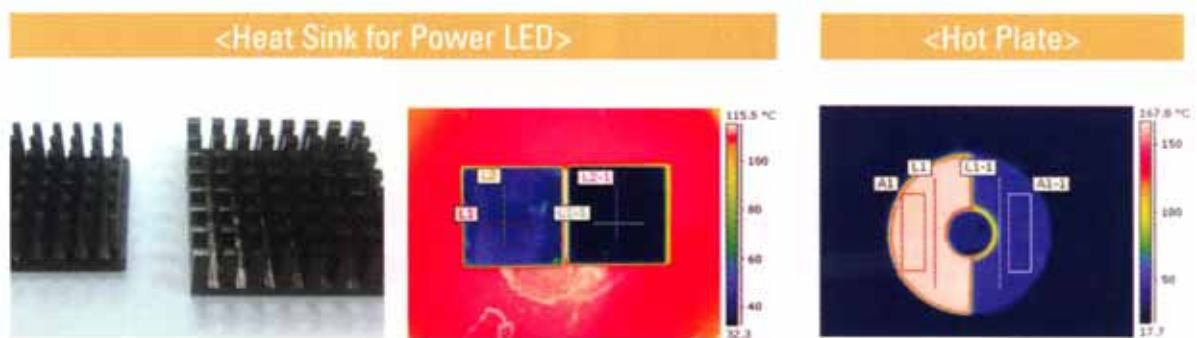 <Heat Sink for Power LED>
<Hot Plate>
115.5 °C
100
80
60
40
32.3
L2
L2-1
L1
L1-1
167.8 °C
150
100
50
17.7
A1
L1
L1-1
A1-1